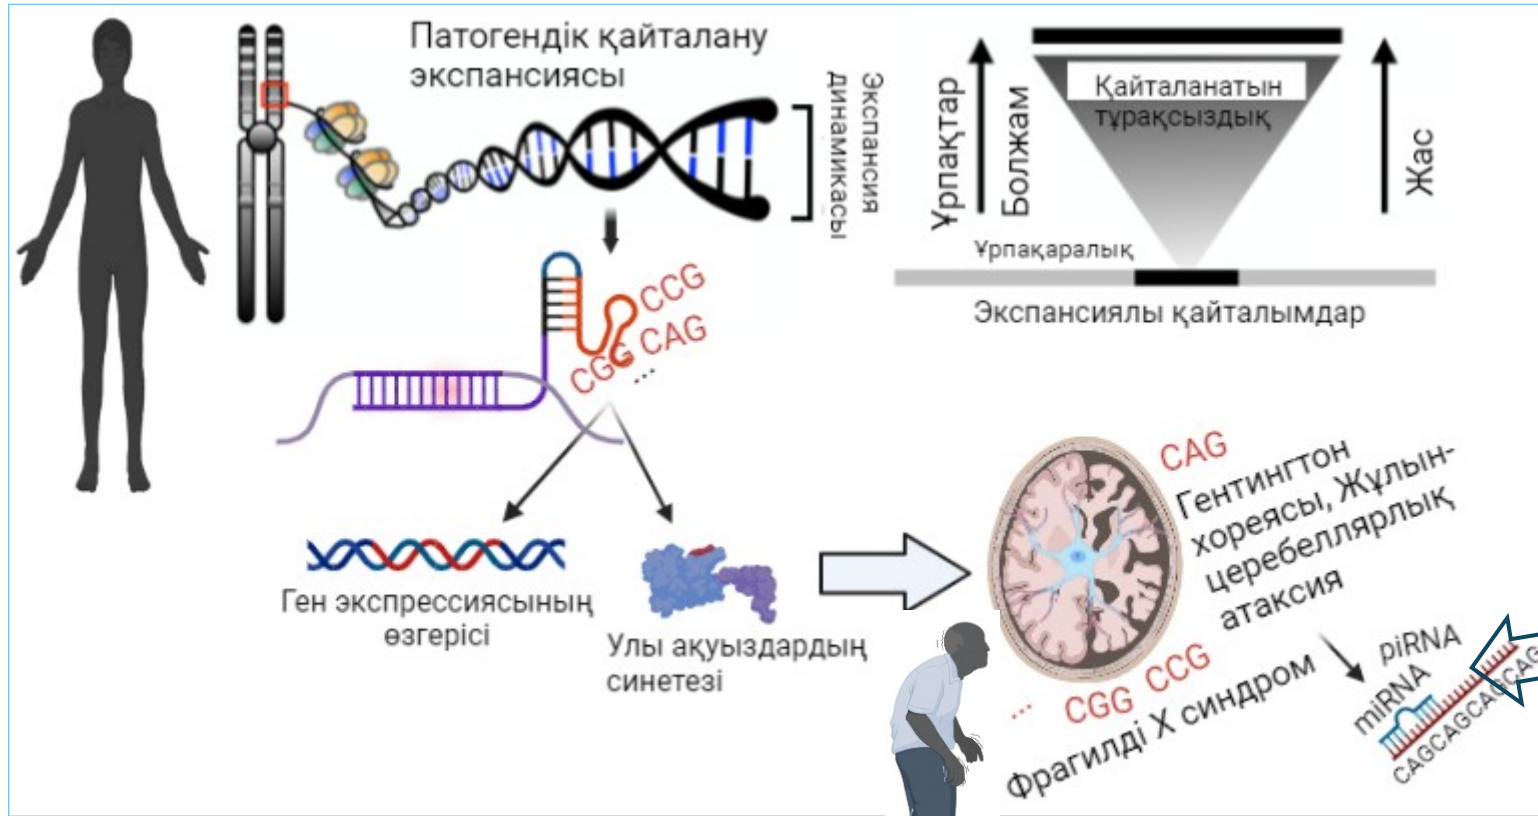 Патогендік қайталану
экспансиясы
Экспансия
динамикасы
Ұрпақтар
Болжам
Қайталанатын
тұрақсыздық
Жас
Ұрпақаралық
Экспансиялы қайталымдар
CCG
CGG CAG
...
Ген экспрессиясының
өзгерісі
Улы ақуыздардың
синетезі
CAG
Гентингтон
хореясы, Жұлын-
церебеллярлық
атаксия
... CGG CCG
Фрагилді X синдром
piRNA
miRNA
CAGCAGCAGCAGCAG